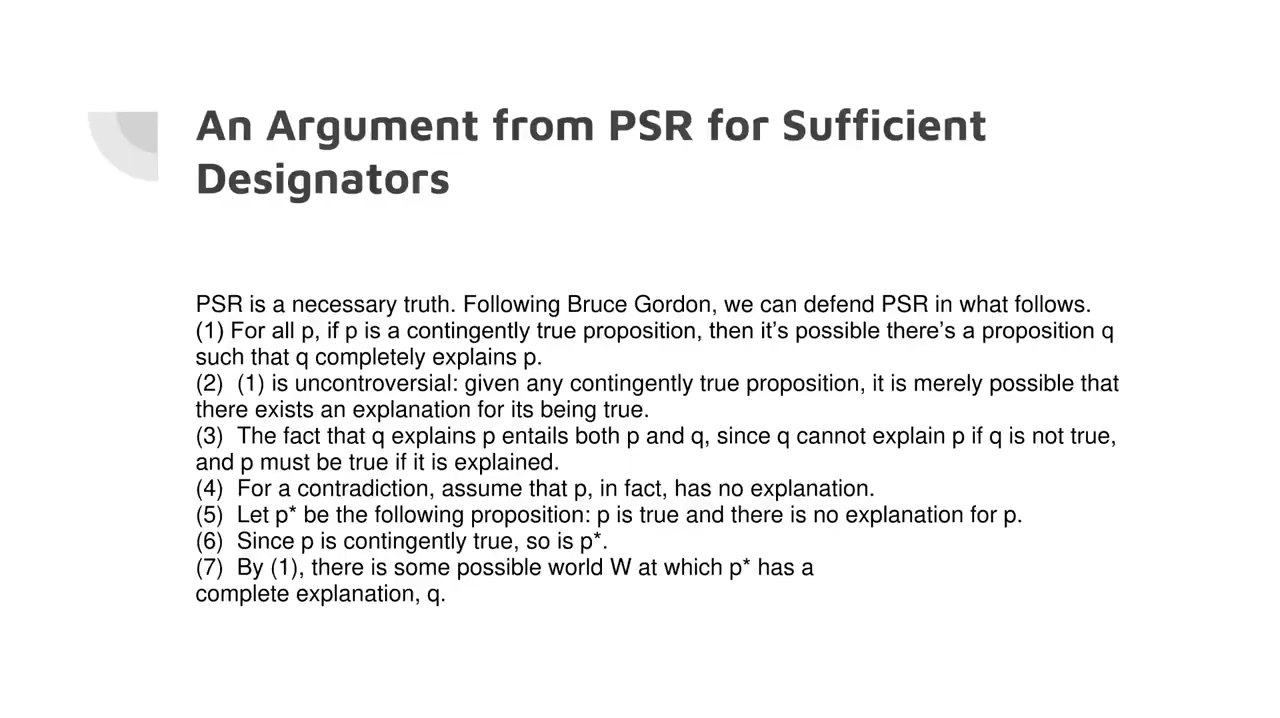 An Argument from PSR for Sufficient
Designators
PSR is a necessary truth. Following Bruce Gordon, we can defend PSR in what follows.
(1) For all p, if p is a contingently true proposition, then it’s possible there’s a proposition q
such that q completely explains p.
(2)  (1) is uncontroversial: given any contingently true proposition, it is merely possible that
there exists an explanation for its being true.
(3)  The fact that q explains p entails both p and q, since q cannot explain p if q is not true,
and p must be true if it is explained.
(4)  For a contradiction, assume that p, in fact, has no explanation.
(5)  Let p* be the following proposition: p is true and there is no explanation for p.
(6)  Since p is contingently true, so is p*.
(7)  By (1), there is some possible world W at which p* has a
complete explanation, q.